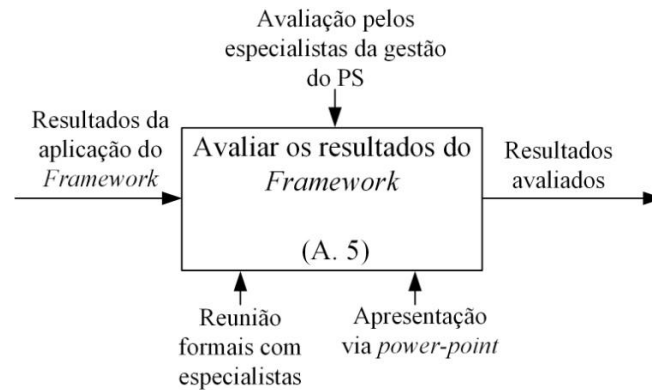 Avaliação pelos
especialistas da gestão
do PS
Resultados da
aplicação do
Framework
Avaliar os resultados do
Framework
(A. 5)
Resultados
avaliados
Reunião
formais com
especialistas
Apresentação
via power-point